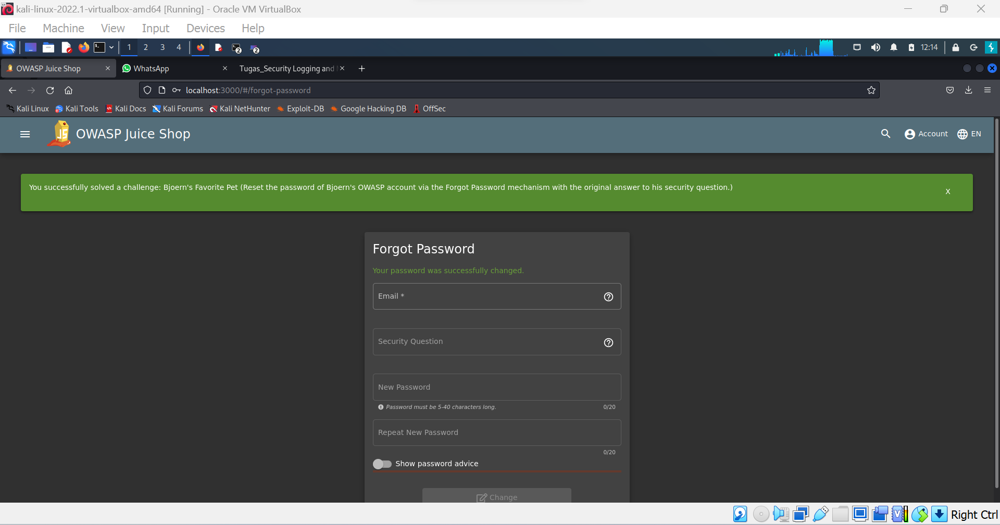 kali-linux-2022.1-virtualbox-amd64 [Running] - Oracle VM VirtualBox
File Machine View Input Devices Help
1 2 3 4 2 2 12:14
OWASP Juice Shop WhatsApp Tugas_Security Logging and
localhost:3000/#/forgot-password
Kali Linux Kali Tools Kali Docs Kali Forums Kali NetHunter Exploit-DB Google Hacking DB OffSec
OWASP Juice Shop Account EN
You successfully solved a challenge: Bjoern's Favorite Pet (Reset the password of Bjoern's OWASP account via the Forgot Password mechanism with the original answer to his security question.) X
Forgot Password
Your password was successfully changed.
Email *
Security Question
New Password
Password must be 5-40 characters long. 0/20
Repeat New Password
0/20
Show password advice
Change
Right Ctrl